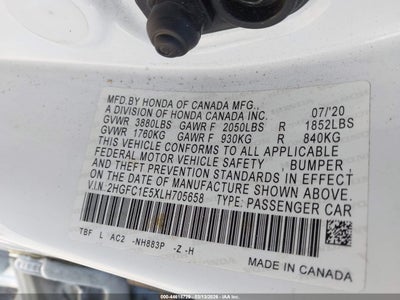 MFD.BY HONDA OF CANADA MFG.,
A DIVISION OF HONDA CANADA INC. 07/'20
GVWR 3880LBS GAWR F 2050LBS R 1852LBS
GVWR 1760KG GAWR F 930KG R 840KG
THIS VEHICLE CONFORMS TO ALL APPLICABLE
FEDERAL MOTOR VEHICLE SAFETY , BUMPER ,
AND THEFT PREVENTION STANDARDS IN EFFECT
ON THE DATE OF MANUFACTURE SHOWN ABOVE.
V.I.N: 2HGFC1E5XLH705658 TYPE: PASSENGER CAR
TBF L AC2 -NH883P -Z -H
MADE IN CANADA